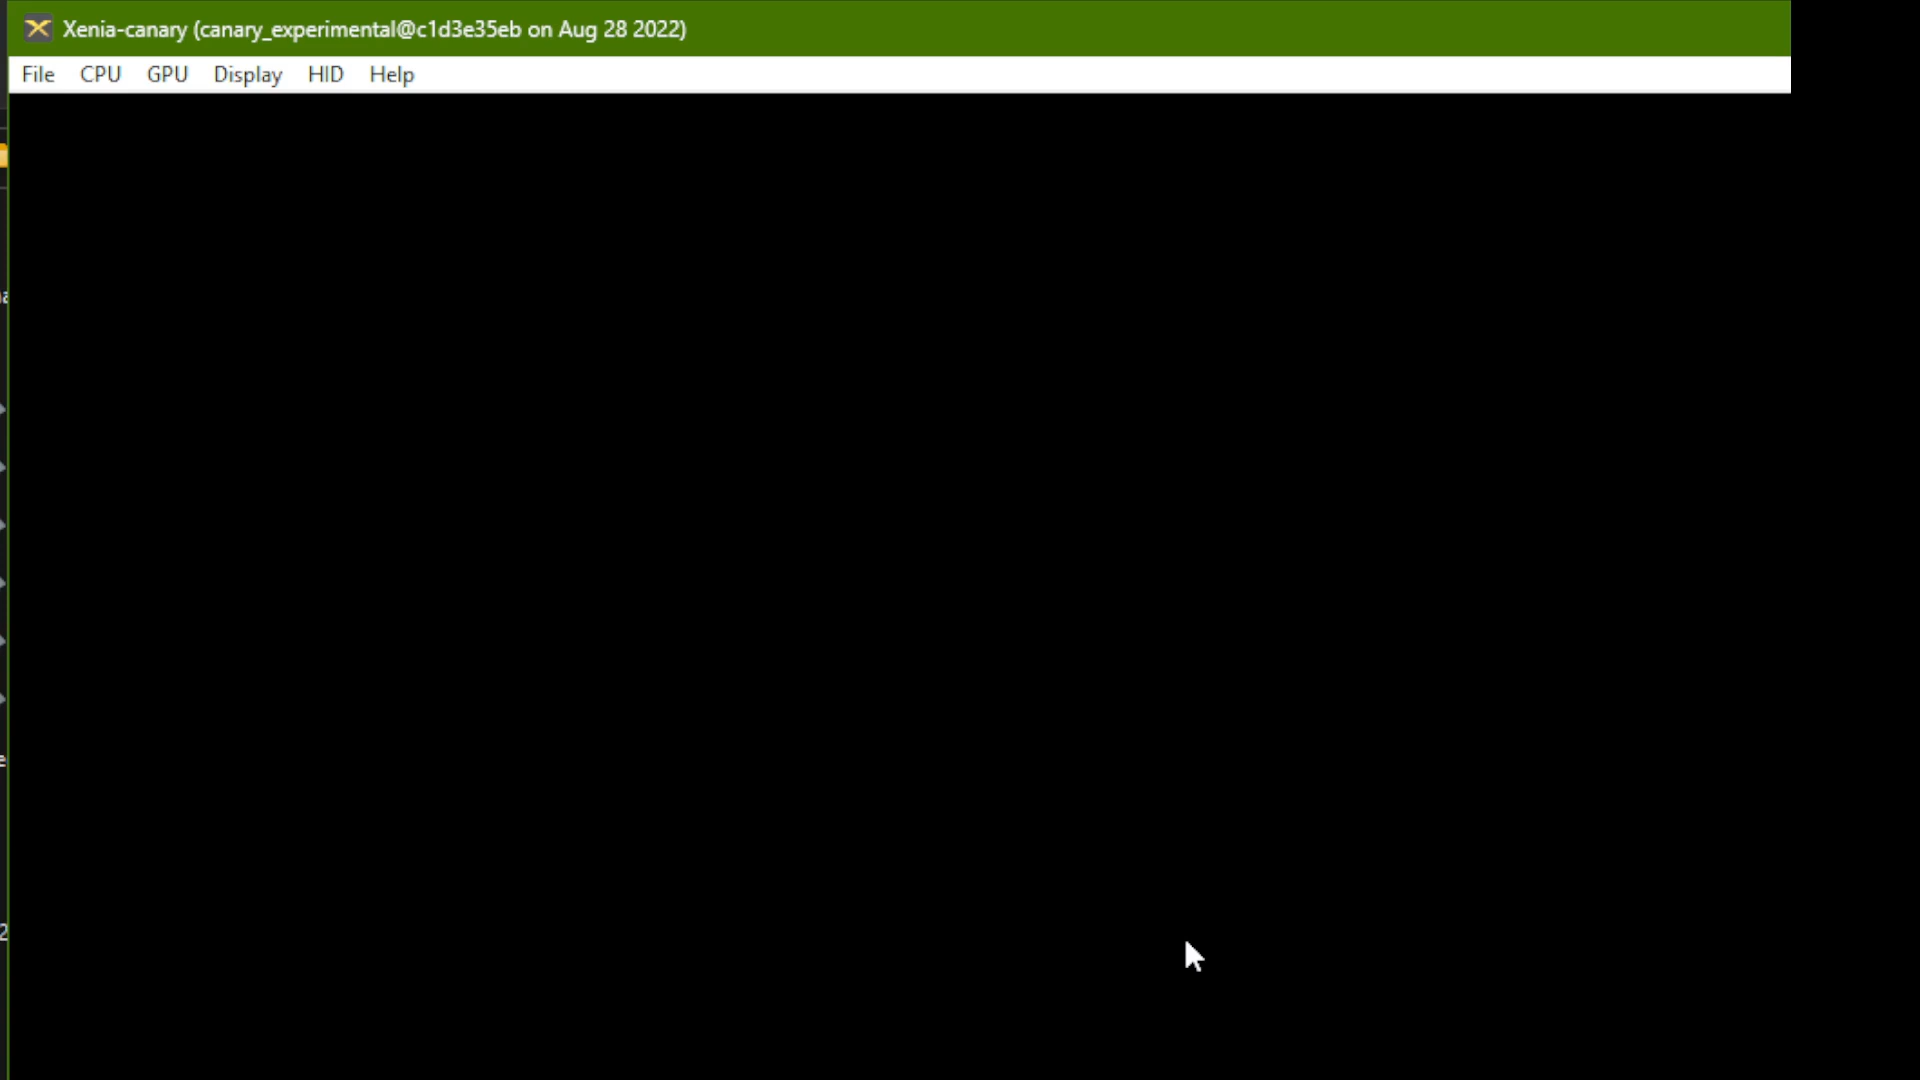 Xenia-canary (canary_experimental@c1d3e35eb on Aug 28 2022)
File CPU GPU Display HID Help